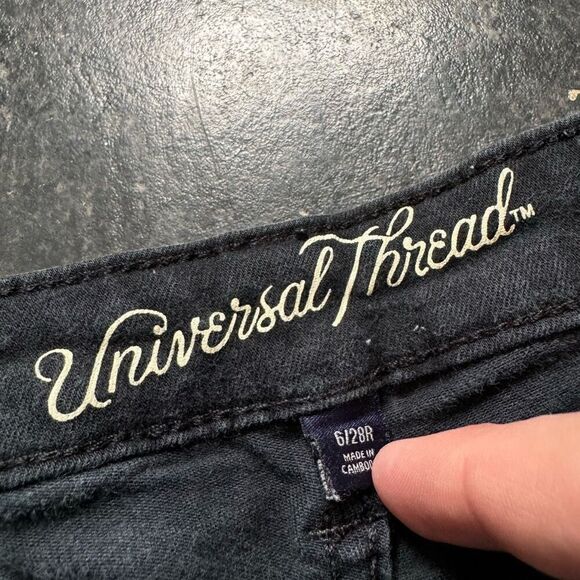 Universal Thread™
6/28R
MADE IN